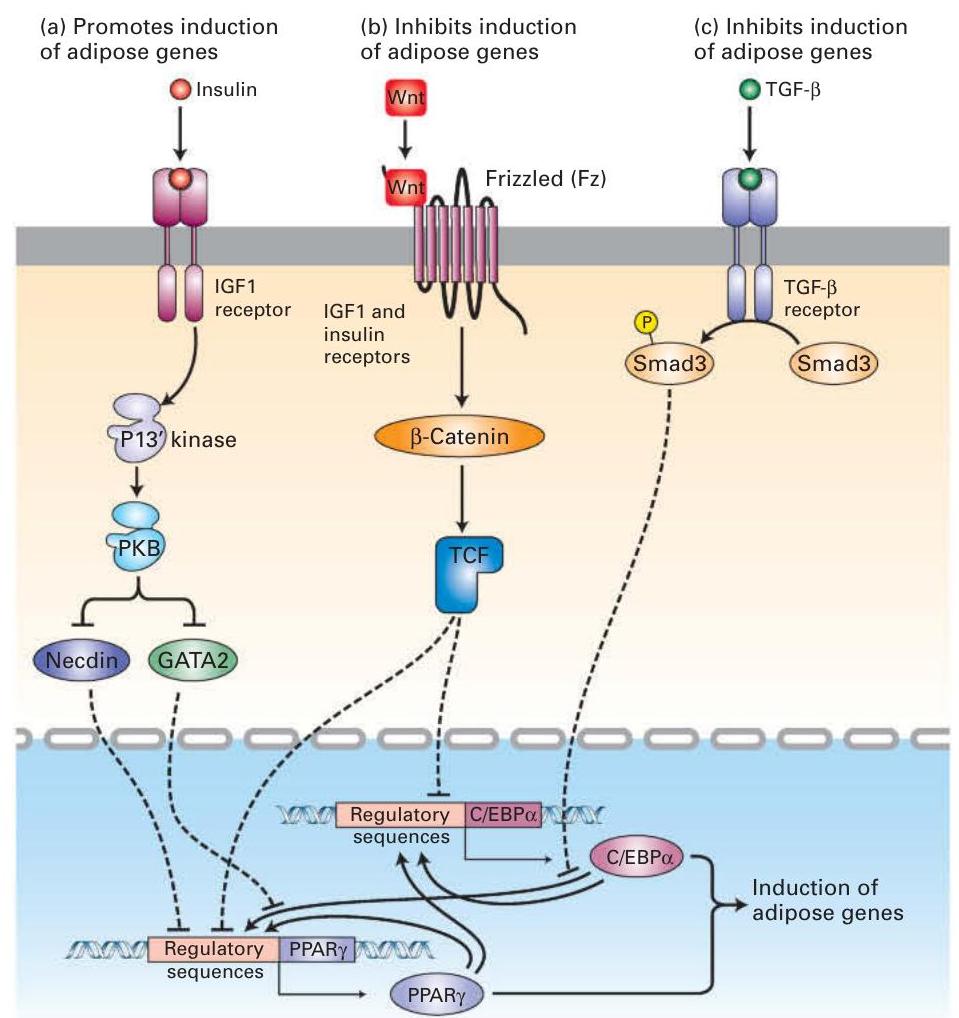 (a) Promotes induction
of adipose genes
(b) Inhibits induction
of adipose genes
(c) Inhibits induction
of adipose genes
Insulin
Wnt
TGF-β
Wnt
Frizzled (Fz)
IGF1
receptor
IGF1 and
insulin
receptors
TGF-β
receptor
P
Smad3
Smad3
P13′ kinase
β-Catenin
PKB
TCF
Necdin
GATA2
Regulatory
sequences
C/EBPα
C/EBPα
Induction of
adipose genes
Regulatory
sequences
PPARγ
PPARγ